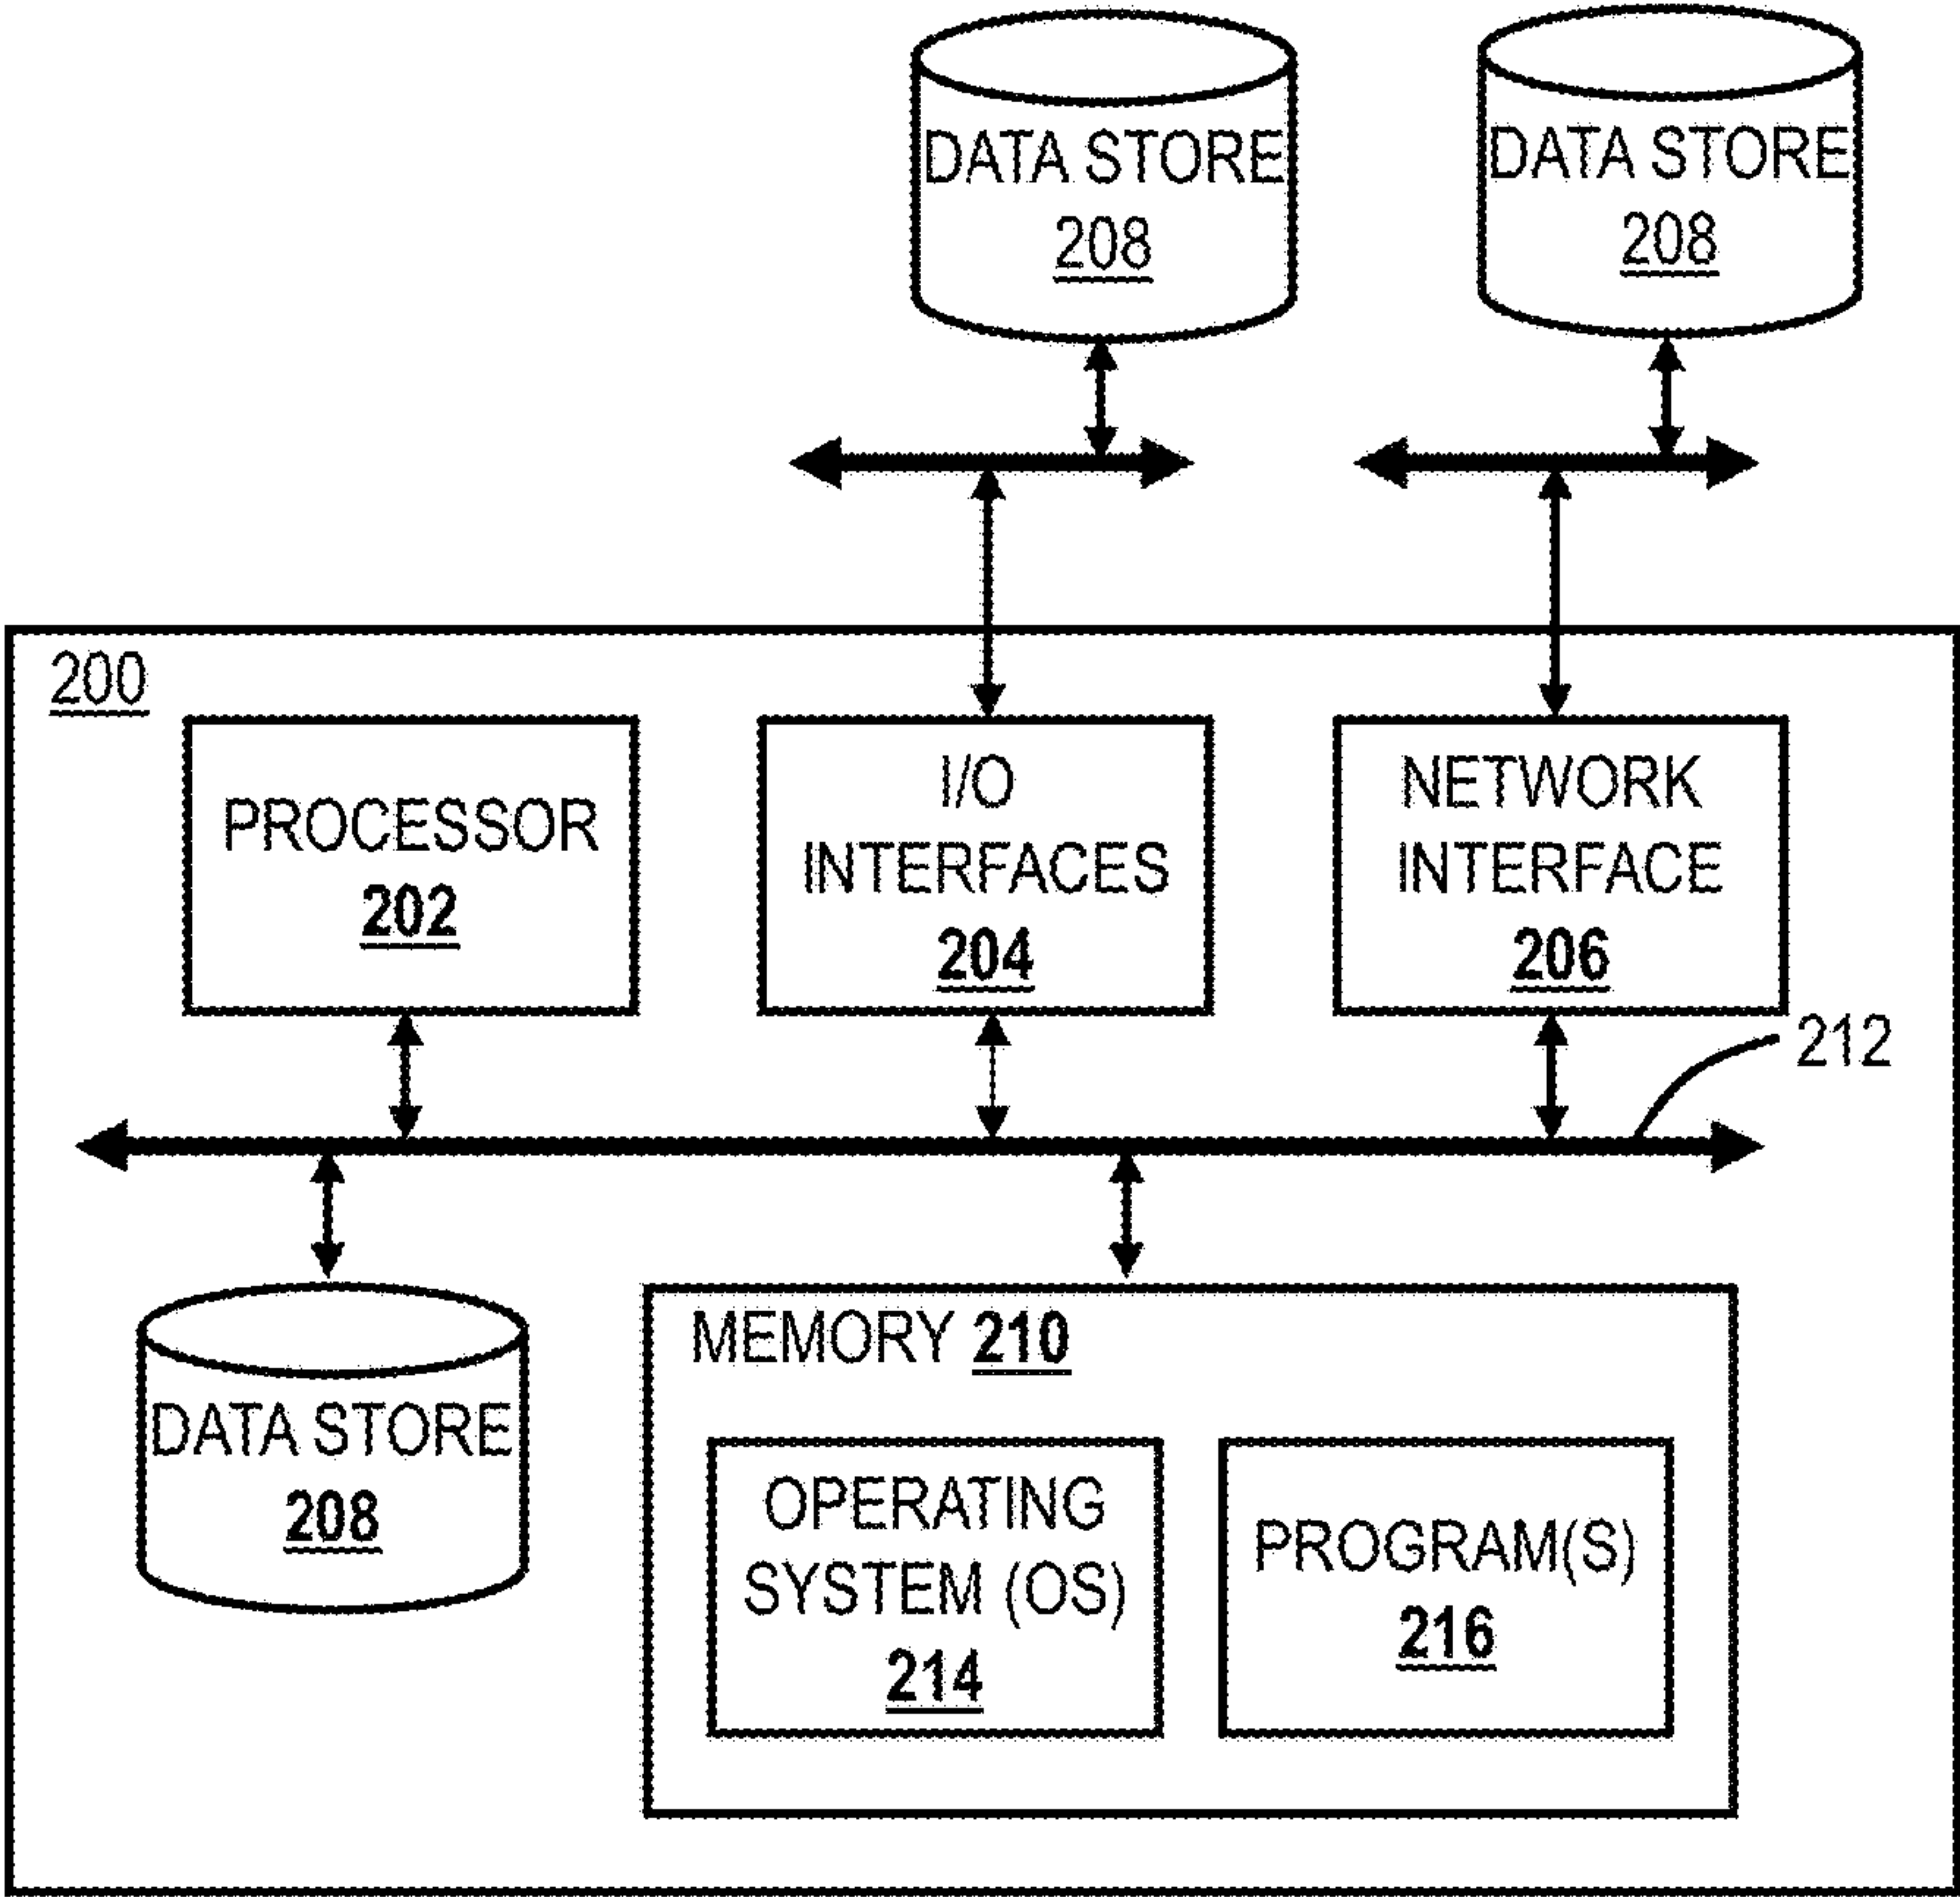 DATA STORE
208
DATA STORE
208
200
PROCESSOR
202
I/O
INTERFACES
204
NETWORK
INTERFACE
206
212
DATA STORE
208
MEMORY 210
OPERATING
SYSTEM (OS)
214
PROGRAM(S)
216